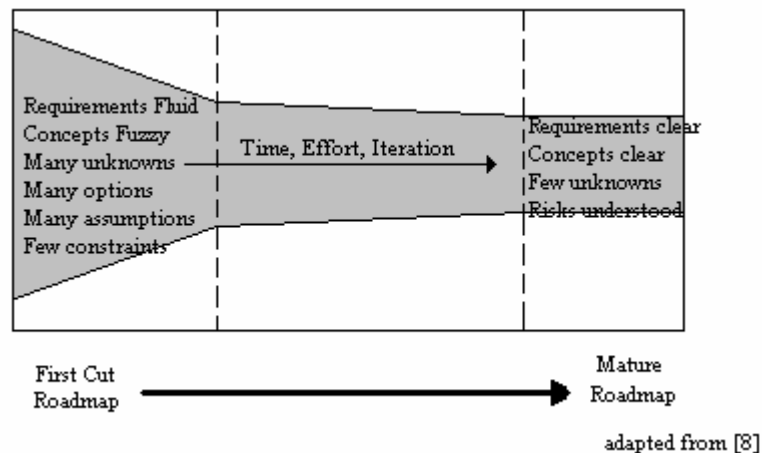 Requirements Fluid
Concepts Fuzzy
Many unknowns
Many options
Many assumptions
Few constraints
Time, Effort, Iteration
Requirements clear
Concepts clear
Few unknowns
Risks understood
First Cut
Roadmap
Mature
Roadmap
adapted from [8]